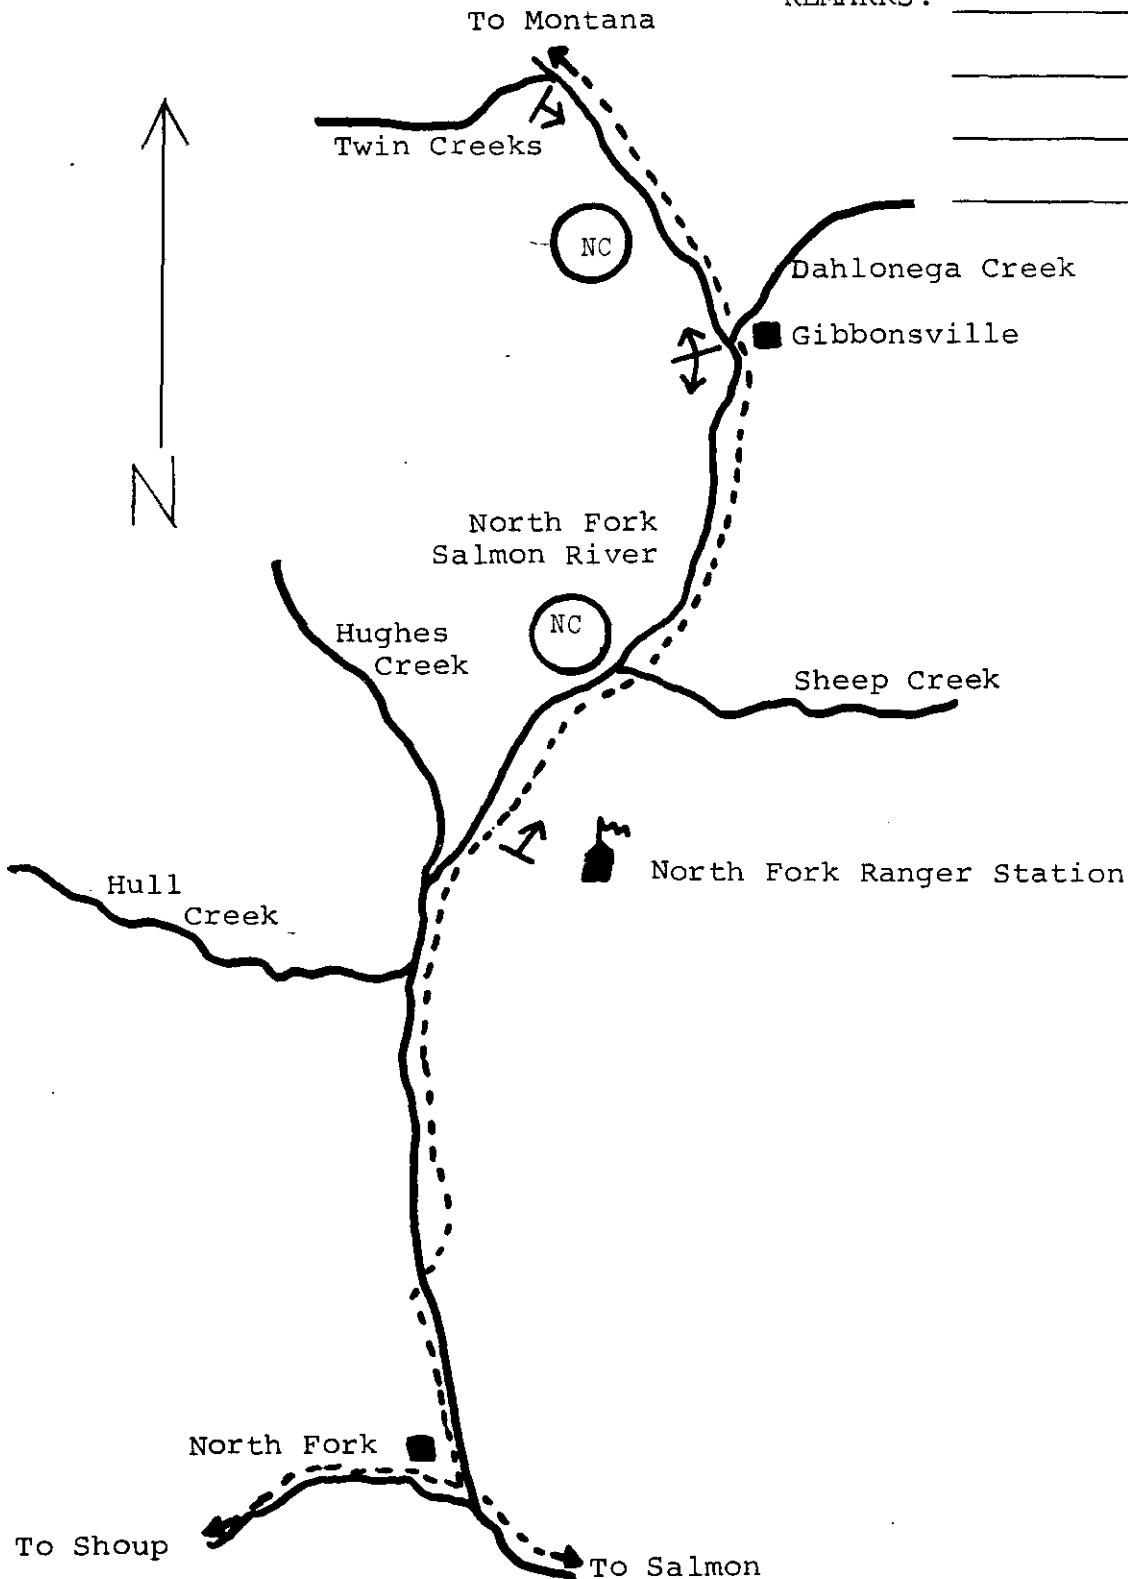 REMARKS:
To Montana
Twin Creeks
NC
Dahlonega Creek
Gibbonsville
N
North Fork
Salmon River
NC
Hughes
Creek
Sheep Creek
North Fork Ranger Station
Hull
Creek
North Fork
To Shoup
To Salmon